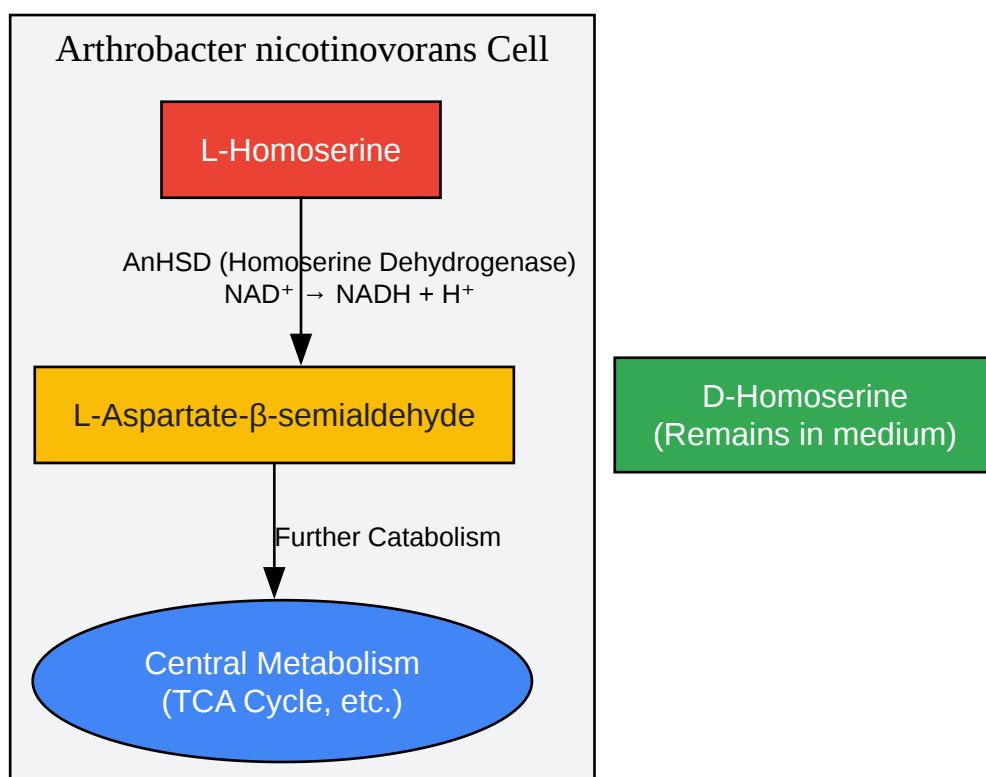 Arthrobacter nicotinovorans Cell
L-Homoserine
AnHSD (Homoserine Dehydrogenase)
NAD⁺ → NADH + H⁺
L-Aspartate-β-semialdehyde
D-Homoserine
(Remains in medium)
Further Catabolism
Central Metabolism
(TCA Cycle, etc.)